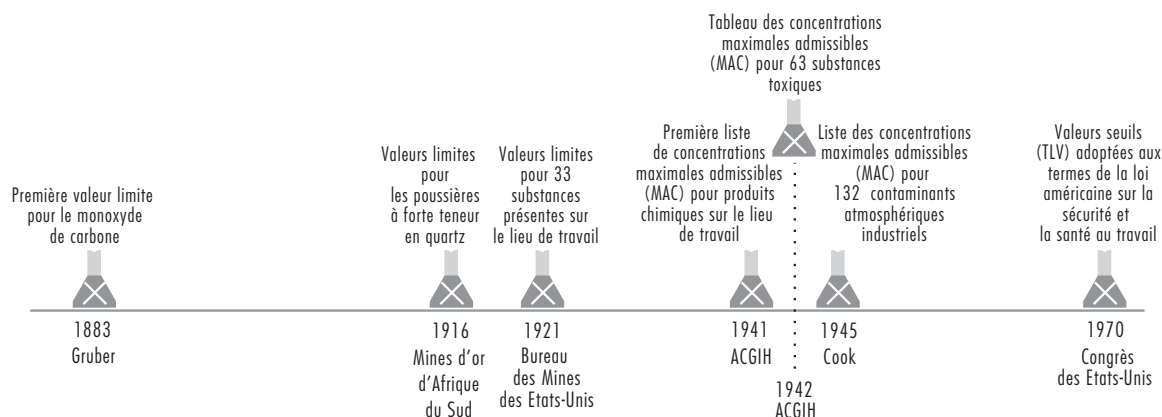 Première valeur limite
pour le monoxyde
de carbone
1883
Gruber
Valeurs limites
pour
les poussières
à forte teneur
en quartz
1916
Mines d'or
d'Afrique
du Sud
Valeurs limites
pour 33
substances
présentes sur
le lieu de travail
1921
Bureau
des Mines
des Etats-Unis
Première liste
de concentrations
maximales admissibles
(MAC) pour produits
chimiques sur le lieu
de travail
1941
ACGIH
Tableau des concentrations
maximales admissibles
(MAC) pour 63 substances
toxiques
1942
ACGIH
Liste des concentrations
maximales admissibles
(MAC) pour
132 contaminants
atmosphériques
industriels
1945
Cook
Valeurs seuils
(TLV) adoptées aux
termes de la loi
américaine sur la
sécurité et
la santé au travail
1970
Congrès
des Etats-Unis